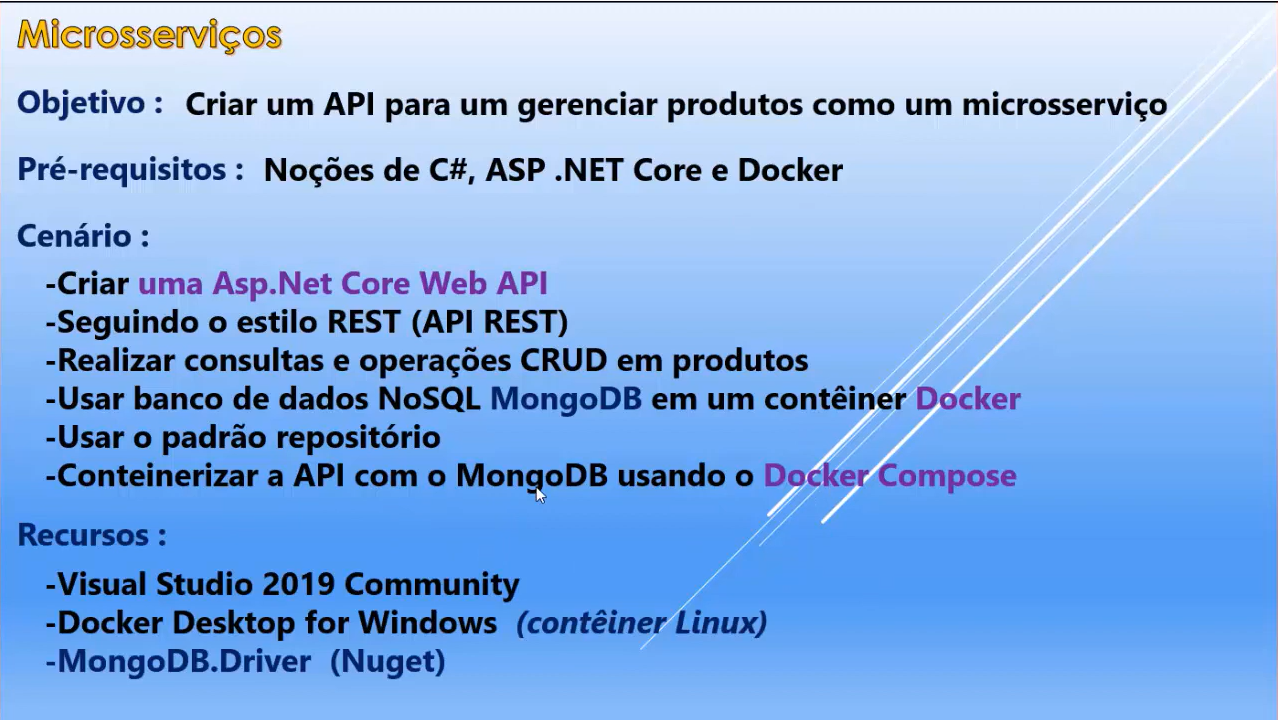 Microsserviços
Objetivo : Criar um API para um gerenciar produtos como um microsserviço
Pré-requisitos : Noções de C#, ASP .NET Core e Docker
Cenário :
-Criar uma Asp.Net Core Web API
-Seguindo o estilo REST (API REST)
-Realizar consultas e operações CRUD em produtos
-Usar banco de dados NoSQL MongoDB em um contêiner Docker
-Usar o padrão repositório
-Conteinerizar a API com o MongoDB usando o Docker Compose
Recursos :
-Visual Studio 2019 Community
-Docker Desktop for Windows (contêiner Linux)
-MongoDB.Driver (Nuget)